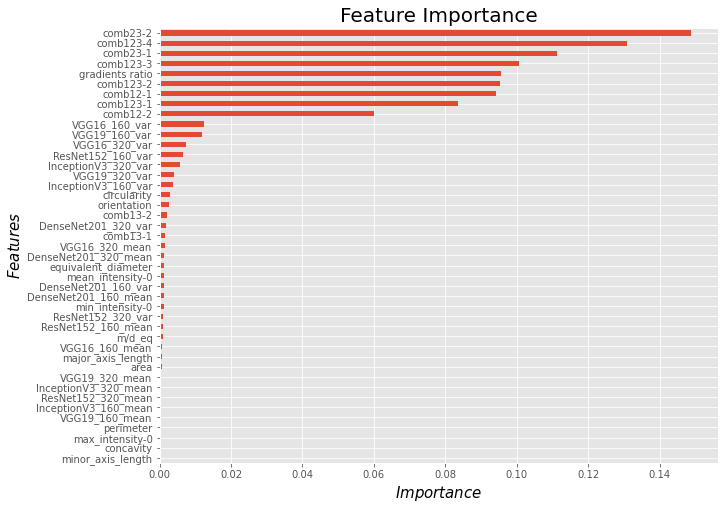 Feature Importance
comb23-2
comb123-4
comb23-1
comb123-3
gradients ratio
comb123-2
comb12-1
comb123-1
comb12-2
VGG16_160_var
VGG19_160_var
VGG16_320_var
ResNet152_160_var
InceptionV3_320_var
VGG19_320_var
InceptionV3_160_var
circularity
orientation
comb13-2
DenseNet201_320_var
comb13-1
VGG16_320_mean
DenseNet201_320_mean
equivalent_diameter
mean_intensity-0
DenseNet201_160_var
DenseNet201_160_mean
min_intensity-0
ResNet152_320_var
ResNet152_160_mean
m/d_eq
VGG16_160_mean
major_axis_length
area
VGG19_320_mean
InceptionV3_320_mean
ResNet152_320_mean
InceptionV3_160_mean
VGG19_160_mean
perimeter
max_intensity-0
concavity
minor_axis_length
Features
0.00 0.02 0.04 0.06 0.08 0.10 0.12 0.14
Importance